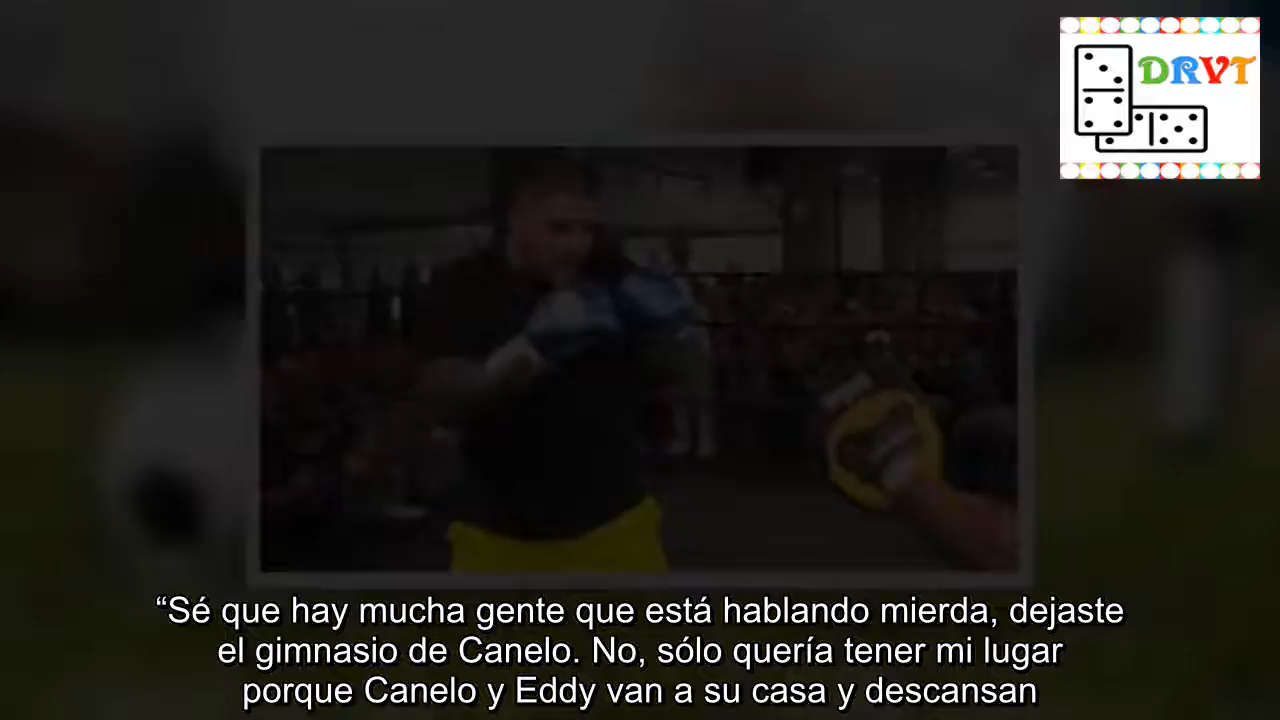 DRVT
“Sé que hay mucha gente que está hablando mierda, dejaste
el gimnasio de Canelo. No, sólo quería tener mi lugar
porque Canelo y Eddy van a su casa y descansan